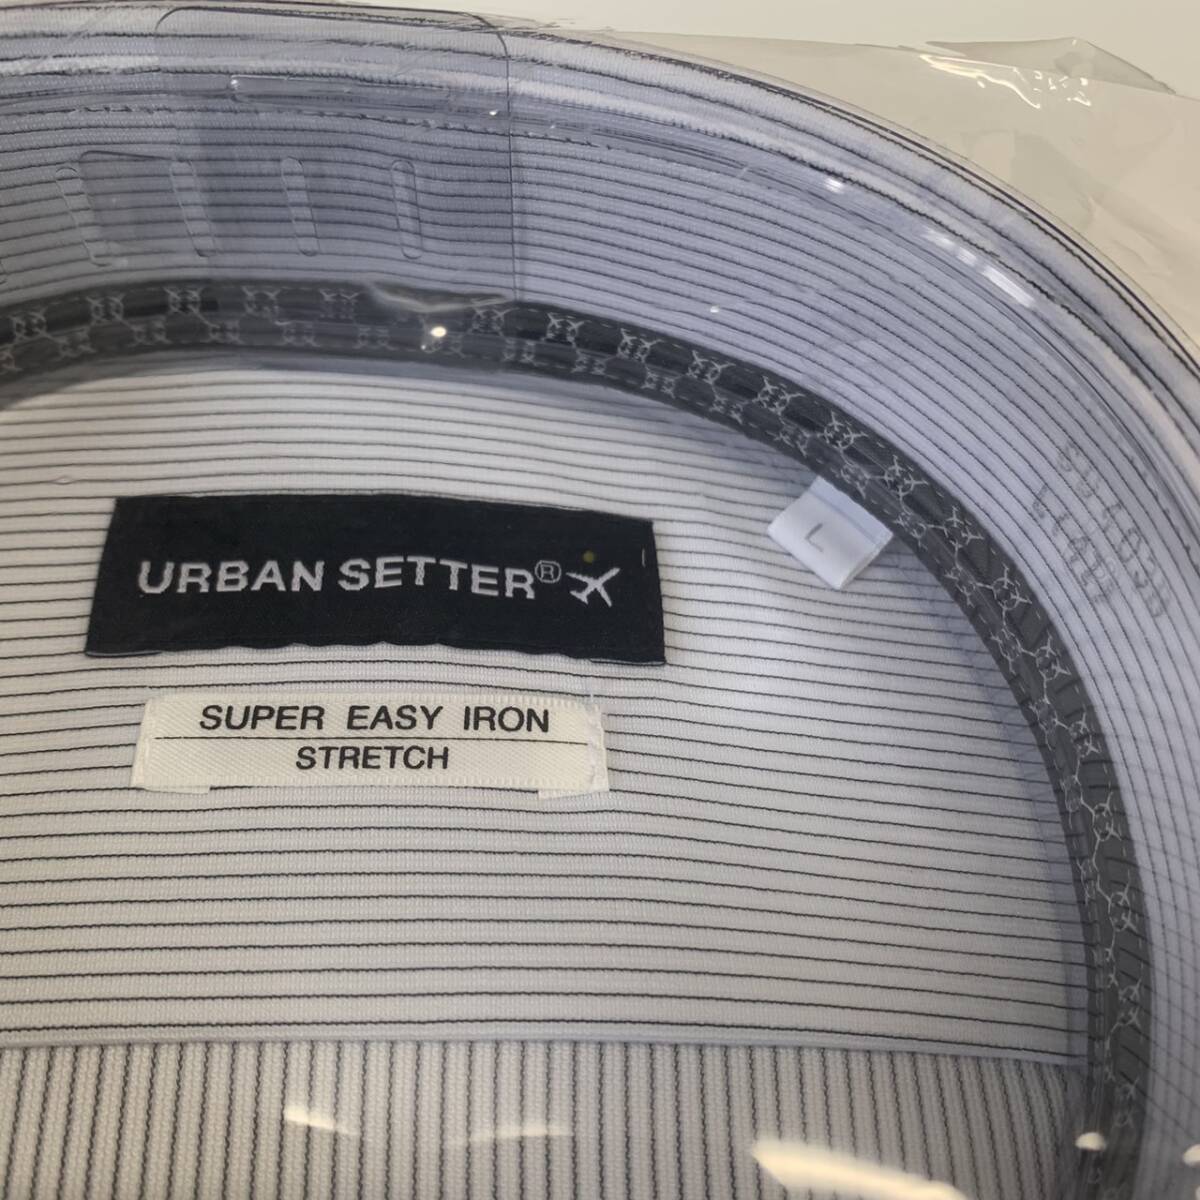 URBAN SETTER®
SUPER EASY IRON
STRETCH
L